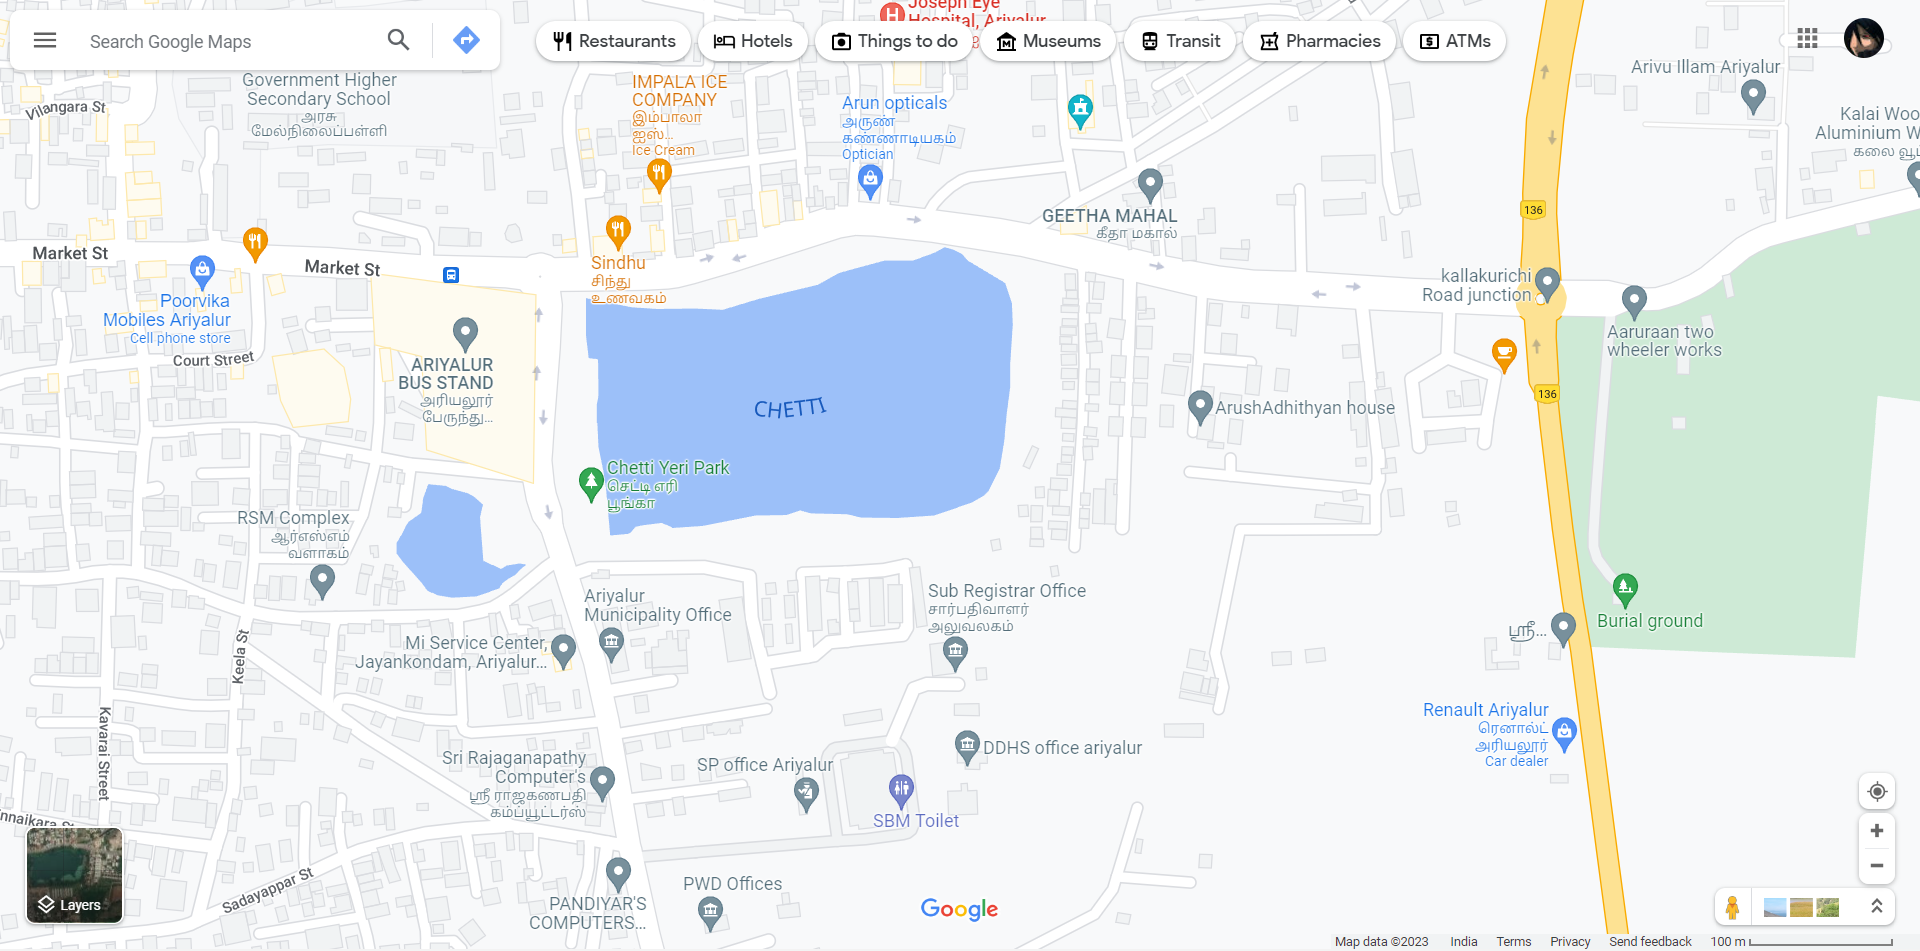 Joseph Eye
Hospital, Ariyalur
Search Google Maps
Restaurants
Hotels
Things to do
Museums
Transit
Pharmacies
ATMs
Government Higher
Secondary School
அரசு
மேல்நிலைப்பள்ளி
Vilangara St
IMPALA ICE
COMPANY
இம்பாலா
ஐஸ்...
Ice Cream
Arun opticals
அருண்
கண்ணாடியகம்
Optician
Arivu Illam Ariyalur
Kalai Woo
Aluminium W
கலை வூட்
GEETHA MAHAL
கீதா மகால்
136
Market St
Market St
Sindhu
சிந்து
உணவகம்
kallakurichi
Road junction
Poorvika
Mobiles Ariyalur
Cell phone store
Court Street
ARIYALUR
BUS STAND
அரியலூர்
பேருந்து...
Aaruraan two
wheeler works
136
CHETTI
ArushAdhithyan house
Chetti Yeri Park
செட்டி எரி
பூங்கா
RSM Complex
ஆர்எஸ்எம்
வளாகம்
Ariyalur
Municipality Office
Sub Registrar Office
சார்பதிவாளர்
அலுவலகம்
Burial ground
ஸ்ரீ...
Mi Service Center,
Jayankondam, Ariyalur...
Keela St
Kavarai Street
Renault Ariyalur
ரெனால்ட்
அரியலூர்
Car dealer
Sri Rajaganapathy
Computer's
ஸ்ரீ ராஜகணபதி
கம்ப்யூட்டர்ஸ்
SP office Ariyalur
DDHS office ariyalur
SBM Toilet
nnaikara St
Layers
Sadayappar St
PANDIYAR'S
COMPUTERS...
PWD Offices
Google
Map data ©2023 India Terms Privacy Send feedback 100 m